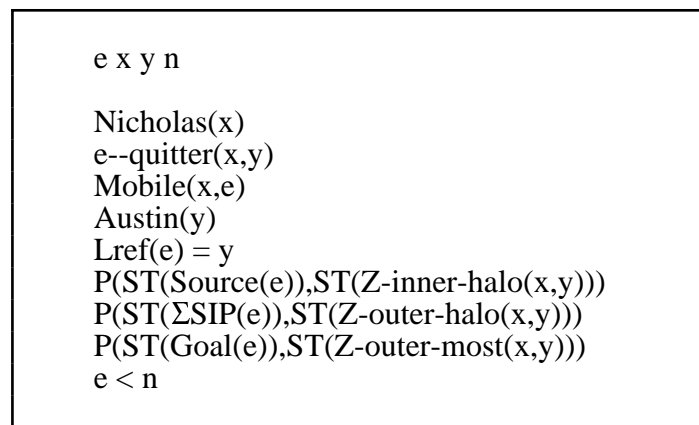 e x y n
Nicholas(x)
e--quitter(x,y)
Mobile(x,e)
Austin(y)
Lref(e) = y
P(ST(Source(e)),ST(Z-inner-halo(x,y)))
P(ST(ΣSIP(e)),ST(Z-outer-halo(x,y)))
P(ST(Goal(e)),ST(Z-outer-most(x,y)))
e < n